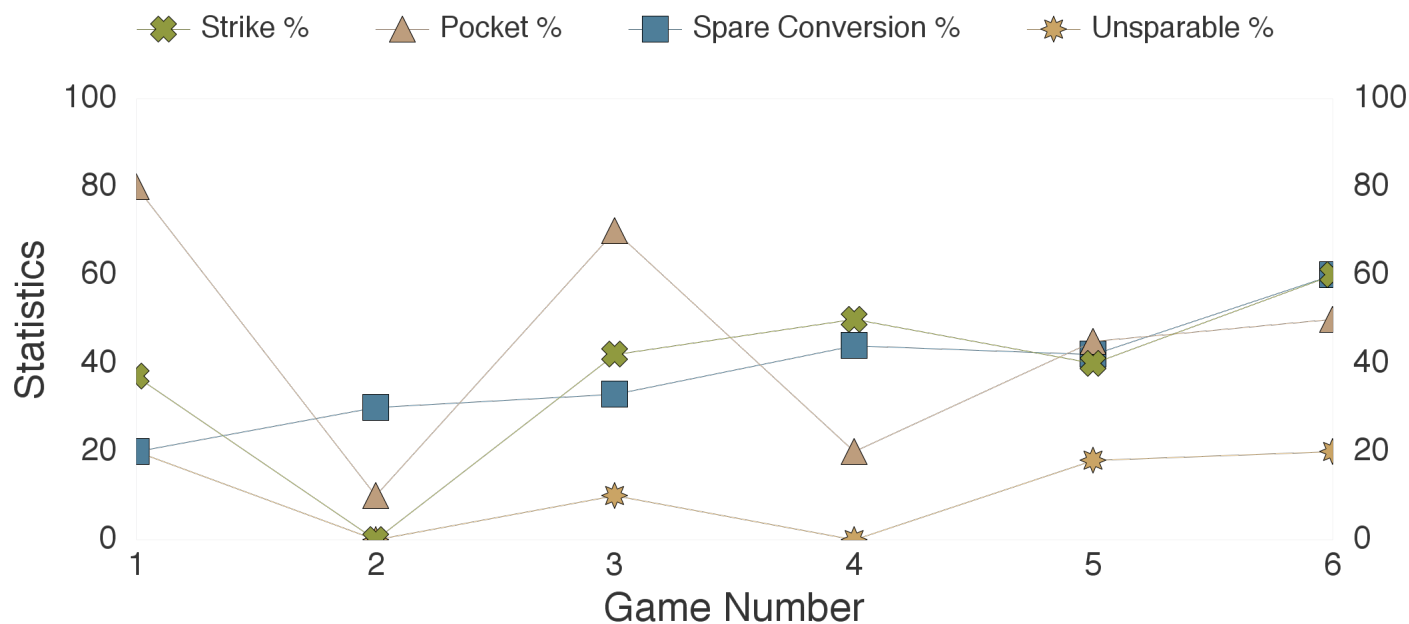 Strike % Pocket % Spare Conversion % Unsparable %
100 100
80 80
60 60
Statistics
40 40
20 20
0 0
1 2 3 4 5 6
Game Number